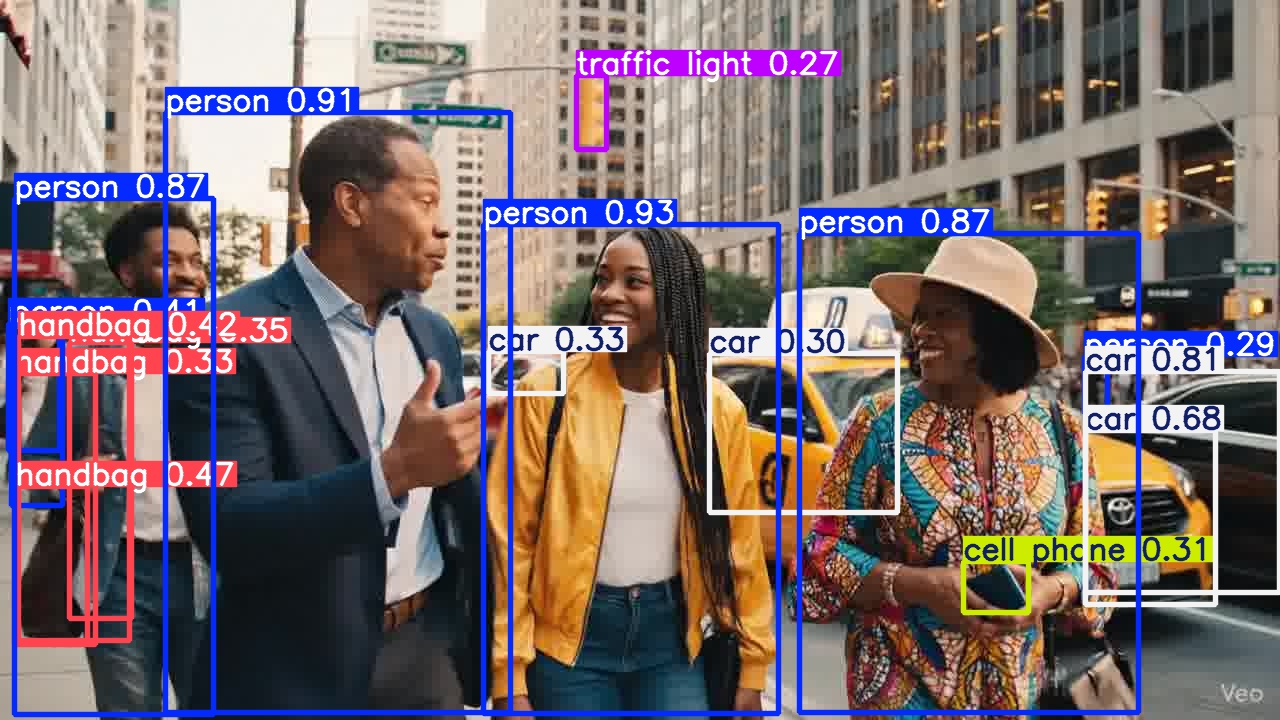 traffic light 0.27
person 0.91
person 0.87
person 0.93
person 0.87
person 0.41
handbag 0.42
.35
handbag 0.33
car 0.33
car 0.30
person 0.29
car 0.81
car 0.68
handbag 0.47
cell phone 0.31
Veo